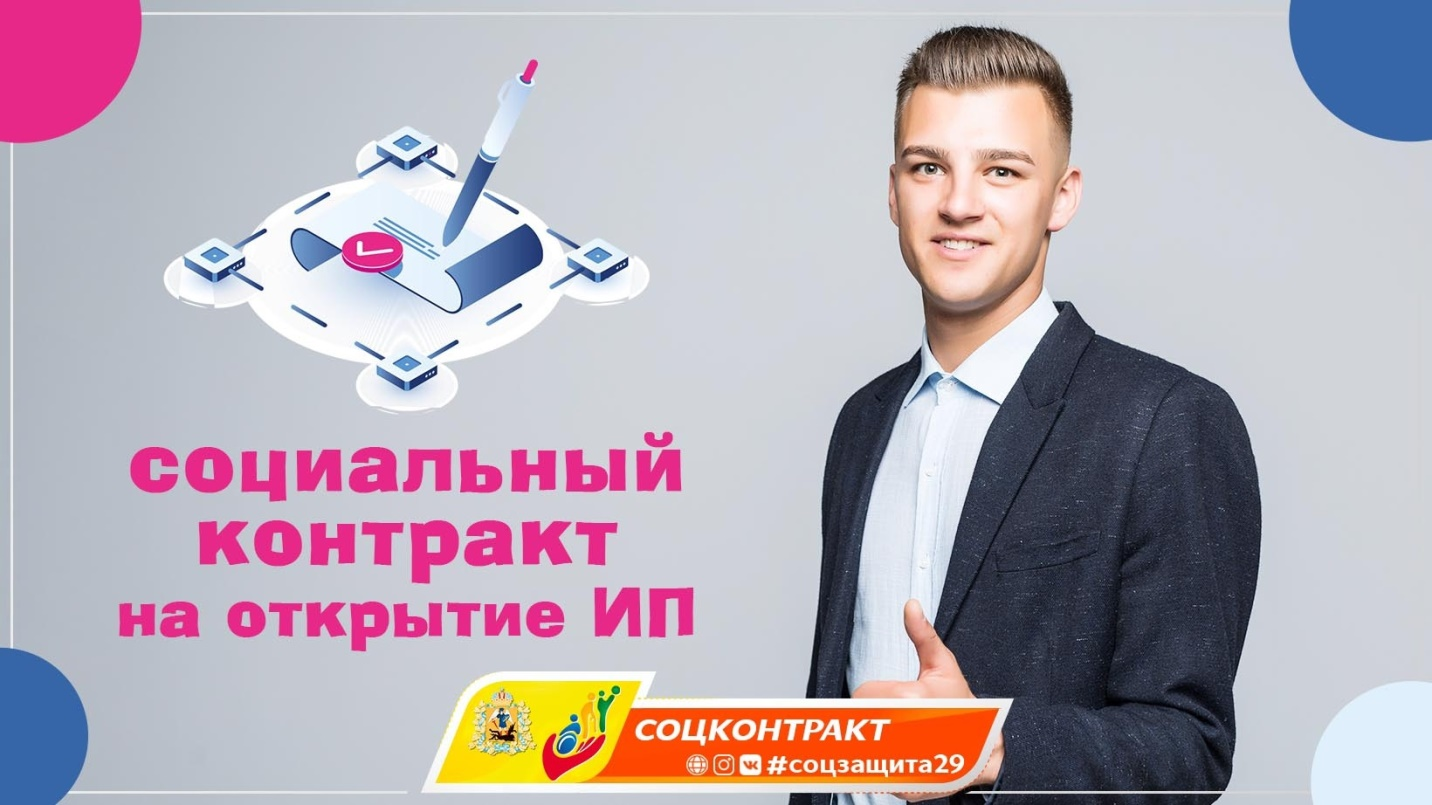 социальный
контракт
на открытие ИП
СОЦКОНТРАКТ
#соцзащита29